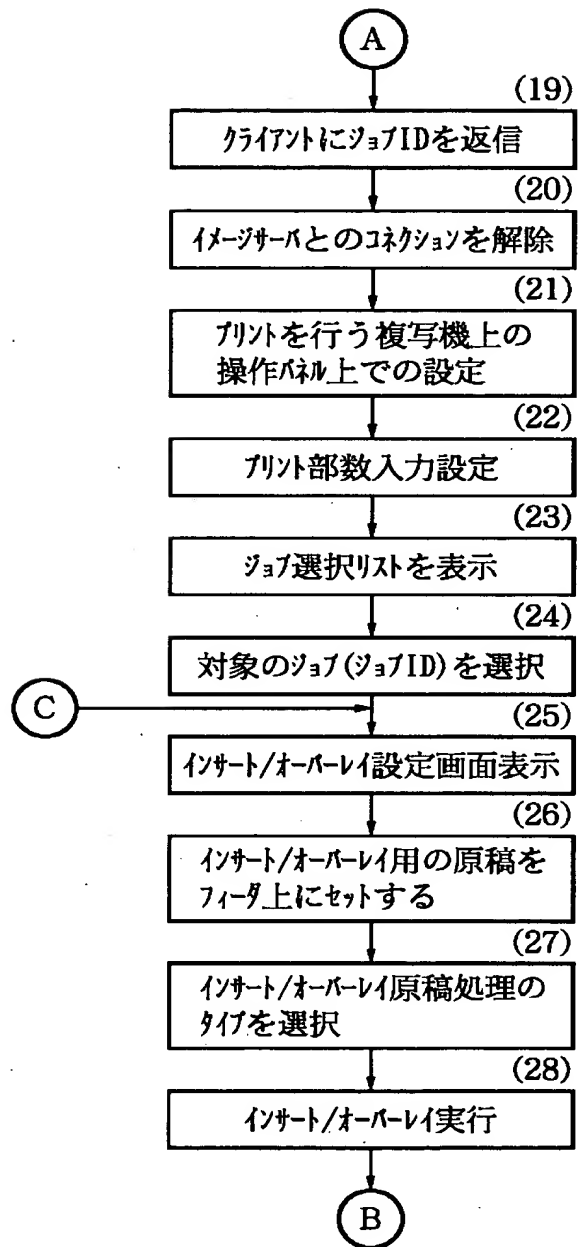 A
(19)
クライアントにジョブIDを返信
(20)
イメージサーバとのコネクションを解除
(21)
プリントを行う複写機上の
操作パネル上での設定
(22)
プリント部数入力設定
(23)
ジョブ選択リストを表示
(24)
対象のジョブ(ジョブID)を選択
C
(25)
インサート/オーバーレイ設定画面表示
(26)
インサート/オーバーレイ用の原稿を
フィーダ上にセットする
(27)
インサート/オーバーレイ原稿処理の
タイプを選択
(28)
インサート/オーバーレイ実行
B